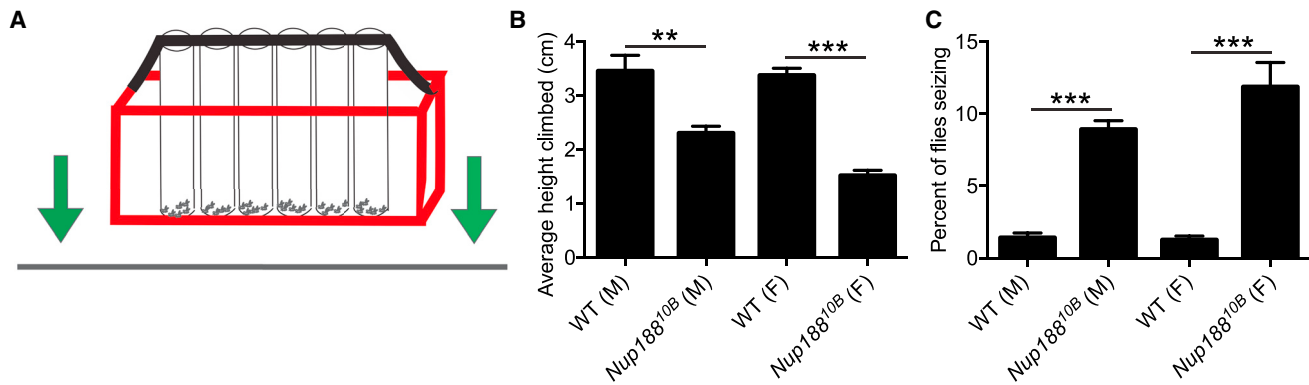 A
B
Average height climbed (cm)
4
3
2
1
0
**
***
WT (M)
Nup188^10B (M)
WT (F)
Nup188^10B (F)
C
Percent of flies seizing
15
10
5
0
***
***
WT (M)
Nup188^10B (M)
WT (F)
Nup188^10B (F)